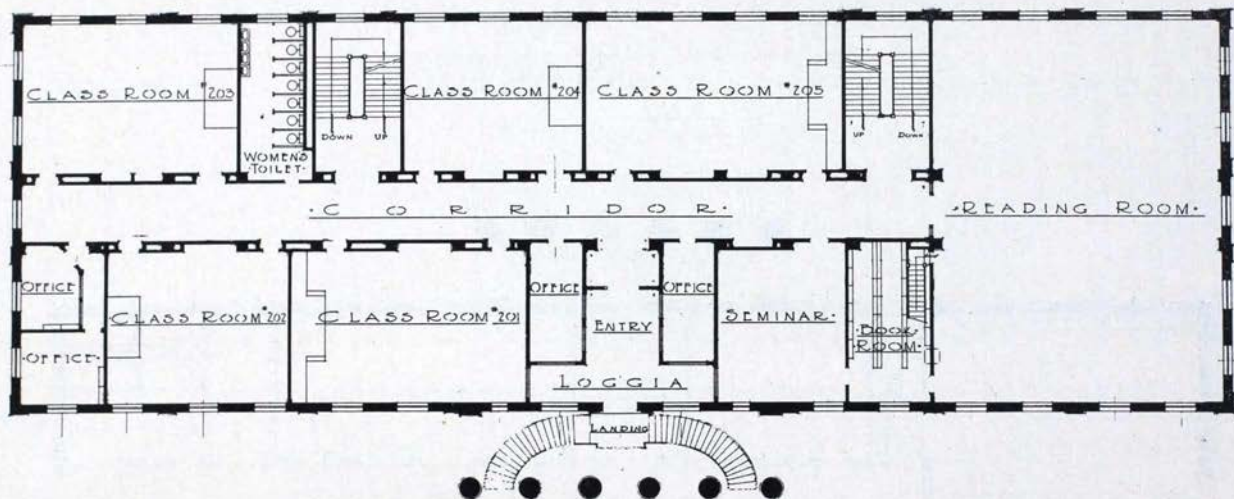 CLASS ROOM #203
CLASS ROOM #204
CLASS ROOM #205
DOWN UP
UP DOWN
WOMENS
·TOILET·
CORRIDOR·
·READING ROOM·
OFFICE
OFFICE
OFFICE
CLASS ROOM #202
CLASS ROOM #201
ENTRY
SEMINAR·
·BOOK
ROOM·
·OFFICE·
LOGGIA
LANDING